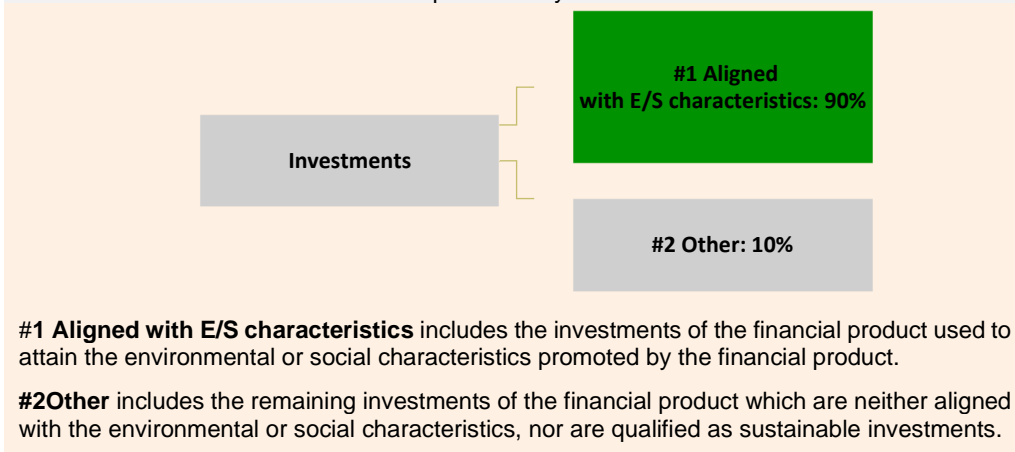 #1 Aligned
with E/S characteristics: 90%
Investments
#2 Other: 10%
#1 Aligned with E/S characteristics includes the investments of the financial product used to
attain the environmental or social characteristics promoted by the financial product.
#2Other includes the remaining investments of the financial product which are neither aligned
with the environmental or social characteristics, nor are qualified as sustainable investments.